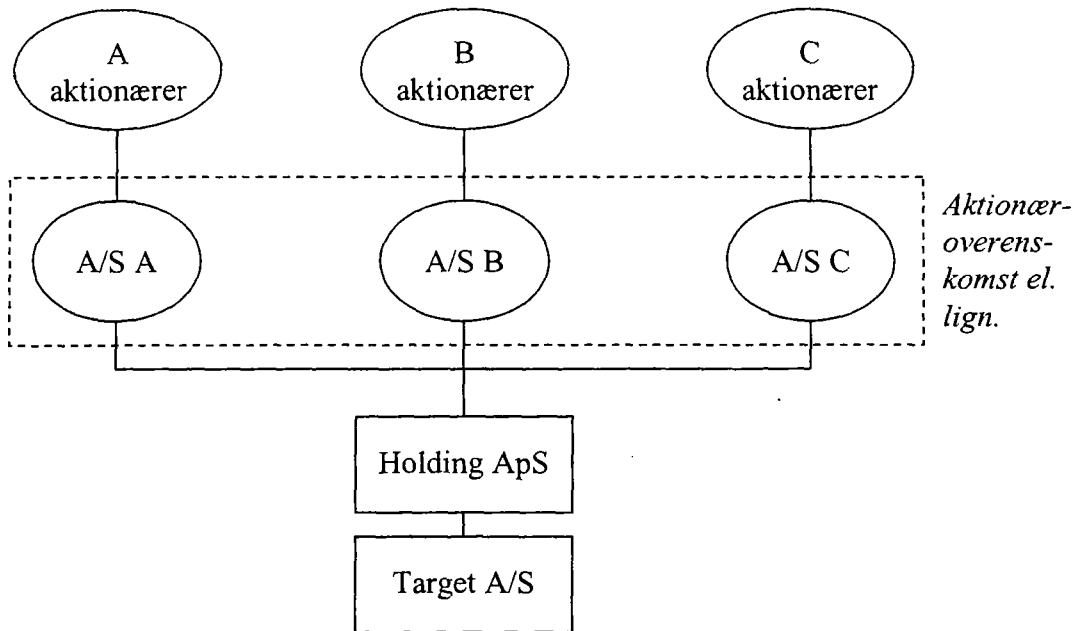 A
aktionærer
B
aktionærer
C
aktionærer
A/S A
A/S B
A/S C
Aktionær-
overens-
komst el.
lign.
Holding ApS
Target A/S